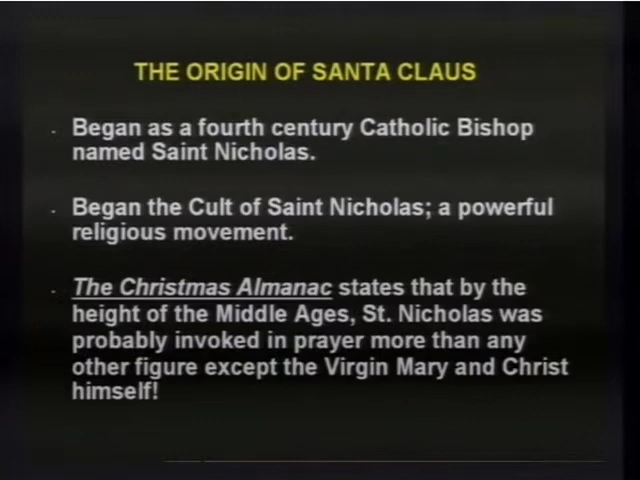 THE ORIGIN OF SANTA CLAUS
Began as a fourth century Catholic Bishop
named Saint Nicholas.
Began the Cult of Saint Nicholas; a powerful
religious movement.
The Christmas Almanac states that by the
height of the Middle Ages, St. Nicholas was
probably invoked in prayer more than any
other figure except the Virgin Mary and Christ
himself!